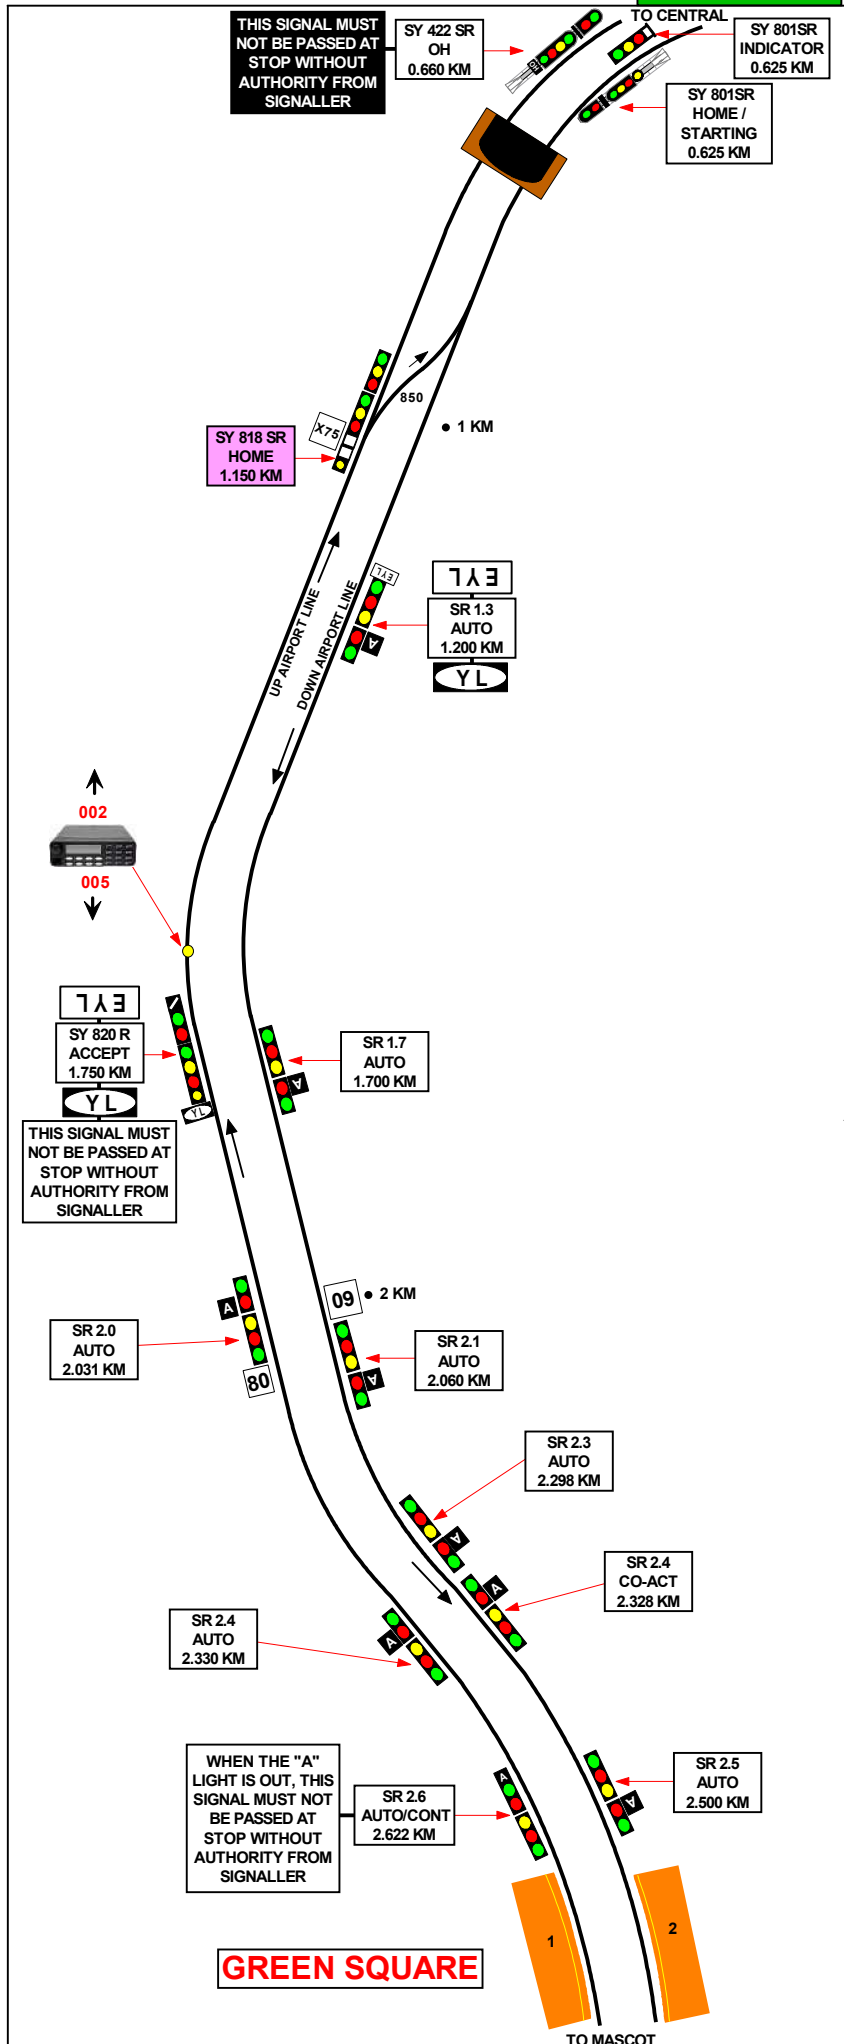 THIS SIGNAL MUST
NOT BE PASSED AT
STOP WITHOUT
AUTHORITY FROM
SIGNALLER
SY 422 SR
OH
0.660 KM
TO CENTRAL
SY 801SR
INDICATOR
0.625 KM
SY 801SR
HOME /
STARTING
0.625 KM
850
X75
1 KM
SY 818 SR
HOME
1.150 KM
EYL
EYL
SR 1.3
AUTO
1.200 KM
YL
A
UP AIRPORT LINE
DOWN AIRPORT LINE
002
005
EYL
SY 820 R
ACCEPT
1.750 KM
YL
YL
THIS SIGNAL MUST
NOT BE PASSED AT
STOP WITHOUT
AUTHORITY FROM
SIGNALLER
SR 1.7
AUTO
1.700 KM
A
A
60
2 KM
SR 2.0
AUTO
2.031 KM
80
SR 2.1
AUTO
2.060 KM
A
SR 2.3
AUTO
2.298 KM
A
A
SR 2.4
CO-ACT
2.328 KM
SR 2.4
AUTO
2.330 KM
A
WHEN THE "A"
LIGHT IS OUT, THIS
SIGNAL MUST NOT
BE PASSED AT
STOP WITHOUT
AUTHORITY FROM
SIGNALLER
SR 2.6
AUTO/CONT
2.622 KM
A
SR 2.5
AUTO
2.500 KM
A
1
2
GREEN SQUARE
TO MASCOT